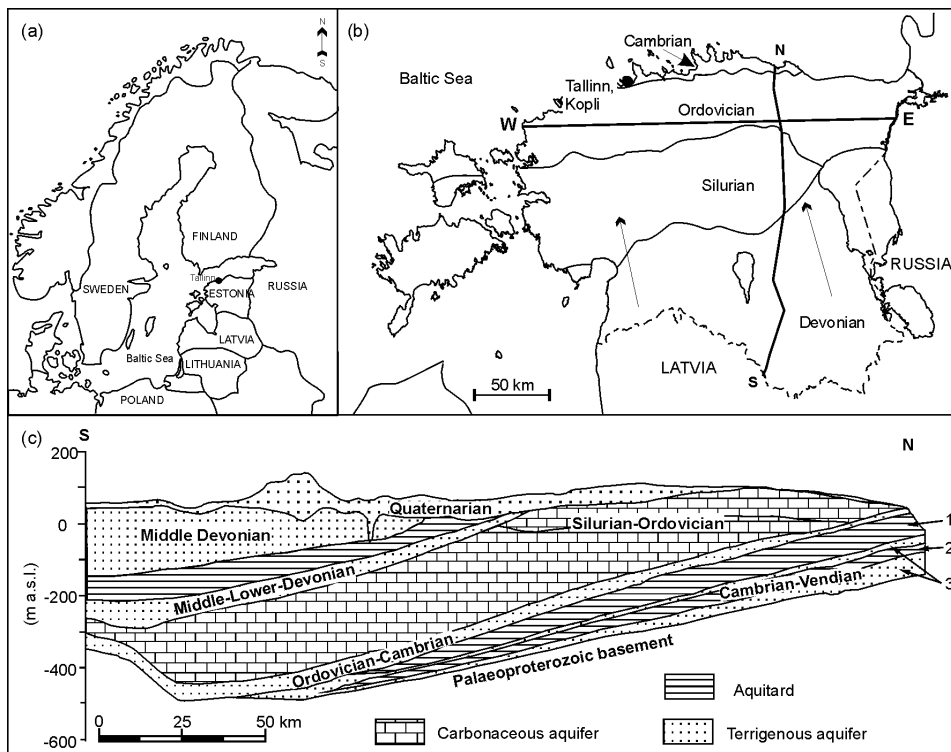 (a)
N
S
FINLAND
Tallinn
ESTONIA
SWEDEN
RUSSIA
LATVIA
Baltic Sea
LITHUANIA
POLAND
(b)
Cambrian
N
Baltic Sea
Tallinn,
Kopli
Ordovician
W
E
Silurian
RUSSIA
Devonian
LATVIA
S
50 km
(c)
S
N
200
0
-200
-400
-600
(m a.s.l.)
Quaternarian
1
Silurian-Ordovician
Middle Devonian
2
Middle-Lower-Devonian
Cambrian-Vendian
3
Ordovician-Cambrian
Palaeoproterozoic basement
Aquitard
0 25 50 km
Carbonaceous aquifer
Terrigenous aquifer